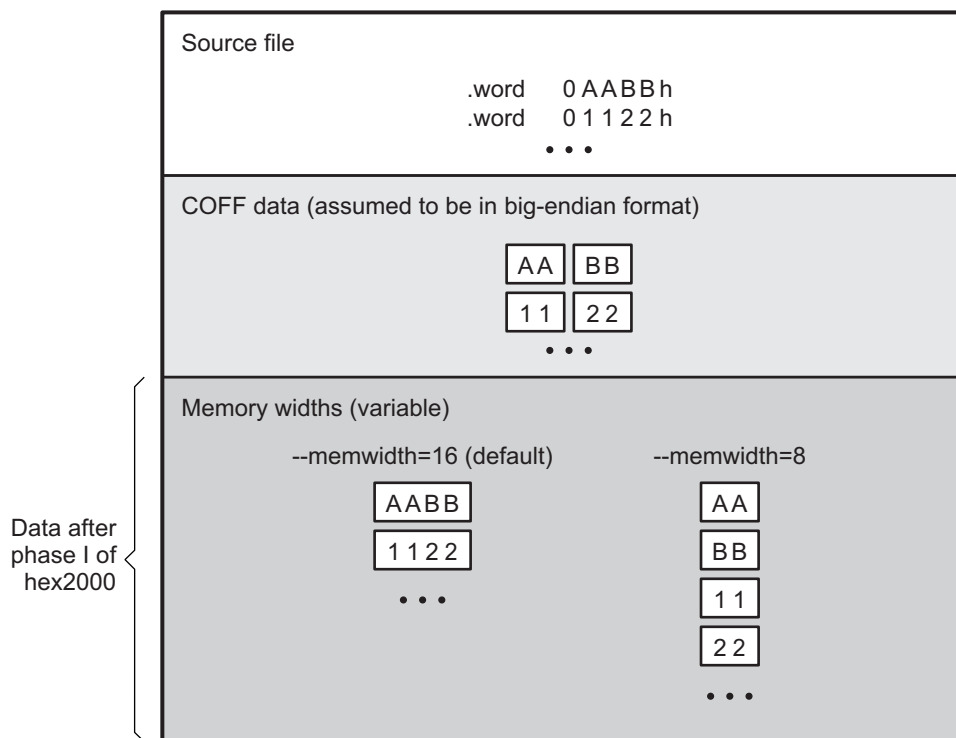 Source file
.word 0AABBh
.word 01122h
• • •
COFF data (assumed to be in big-endian format)
AA BB
11 22
• • •
Memory widths (variable)
--memwidth=16 (default) --memwidth=8
AABB AA
1122 BB
• • • 11
22
• • •
Data after
phase I of
hex2000